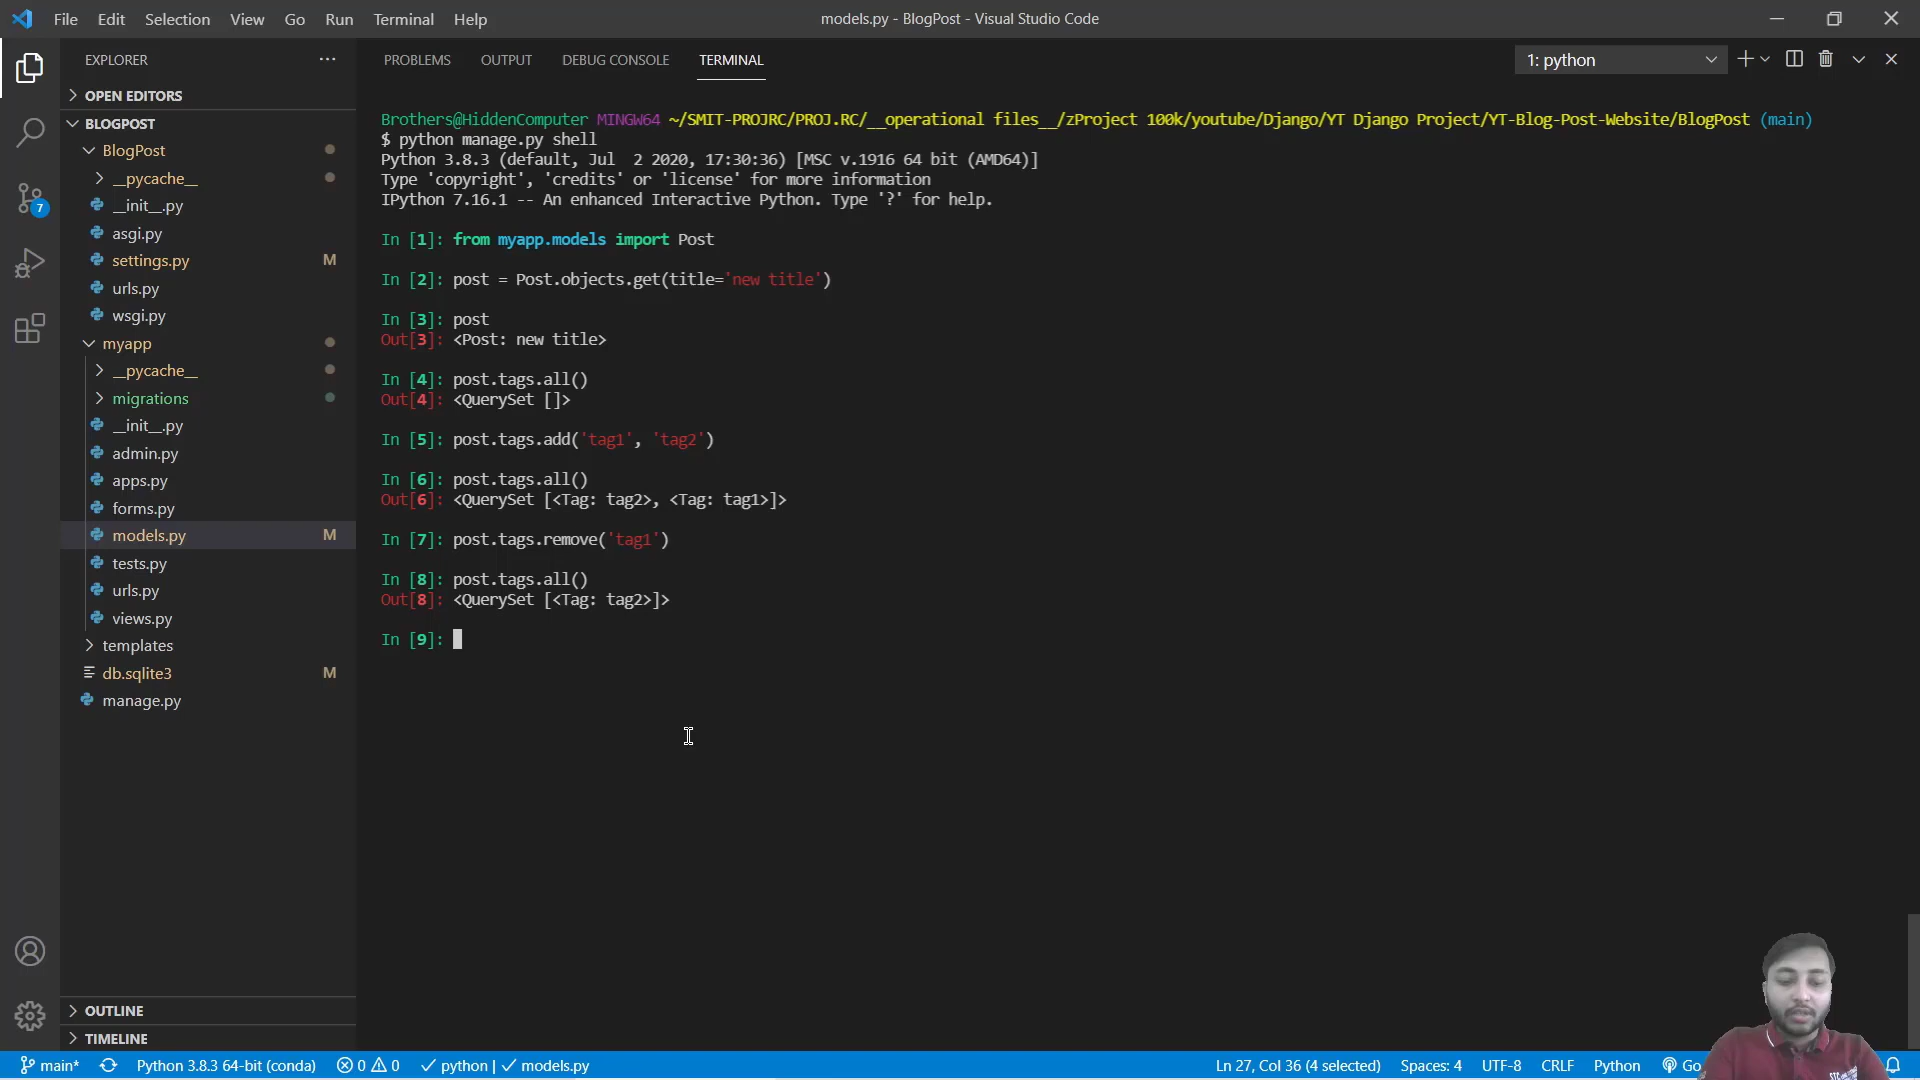 File Edit Selection View Go Run Terminal Help
models.py - BlogPost - Visual Studio Code
EXPLORER
OPEN EDITORS
BLOGPOST
BlogPost
__pycache__
__init__.py
asgi.py
settings.py M
urls.py
wsgi.py
myapp
__pycache__
migrations
__init__.py
admin.py
apps.py
forms.py
models.py M
tests.py
urls.py
views.py
templates
db.sqlite3 M
manage.py
OUTLINE
TIMELINE
7
PROBLEMS OUTPUT DEBUG CONSOLE TERMINAL
1: python
Brothers@HiddenComputer MINGW64 ~/SMIT-PROJRC/PROJ.RC/__operational files__/zProject 100k/youtube/Django/YT Django Project/YT-Blog-Post-Website/BlogPost (main)
$ python manage.py shell
Python 3.8.3 (default, Jul  2 2020, 17:30:36) [MSC v.1916 64 bit (AMD64)]
Type 'copyright', 'credits' or 'license' for more information
IPython 7.16.1 -- An enhanced Interactive Python. Type '?' for help.
In [1]: from myapp.models import Post
In [2]: post = Post.objects.get(title='new title')
In [3]: post
Out[3]: <Post: new title>
In [4]: post.tags.all()
Out[4]: <QuerySet []>
In [5]: post.tags.add('tag1', 'tag2')
In [6]: post.tags.all()
Out[6]: <QuerySet [<Tag: tag2>, <Tag: tag1>]>
In [7]: post.tags.remove('tag1')
In [8]: post.tags.all()
Out[8]: <QuerySet [<Tag: tag2>]>
In [9]:
main* Python 3.8.3 64-bit (conda) 0 0 python | models.py Ln 27, Col 36 (4 selected) Spaces: 4 UTF-8 CRLF Python Go